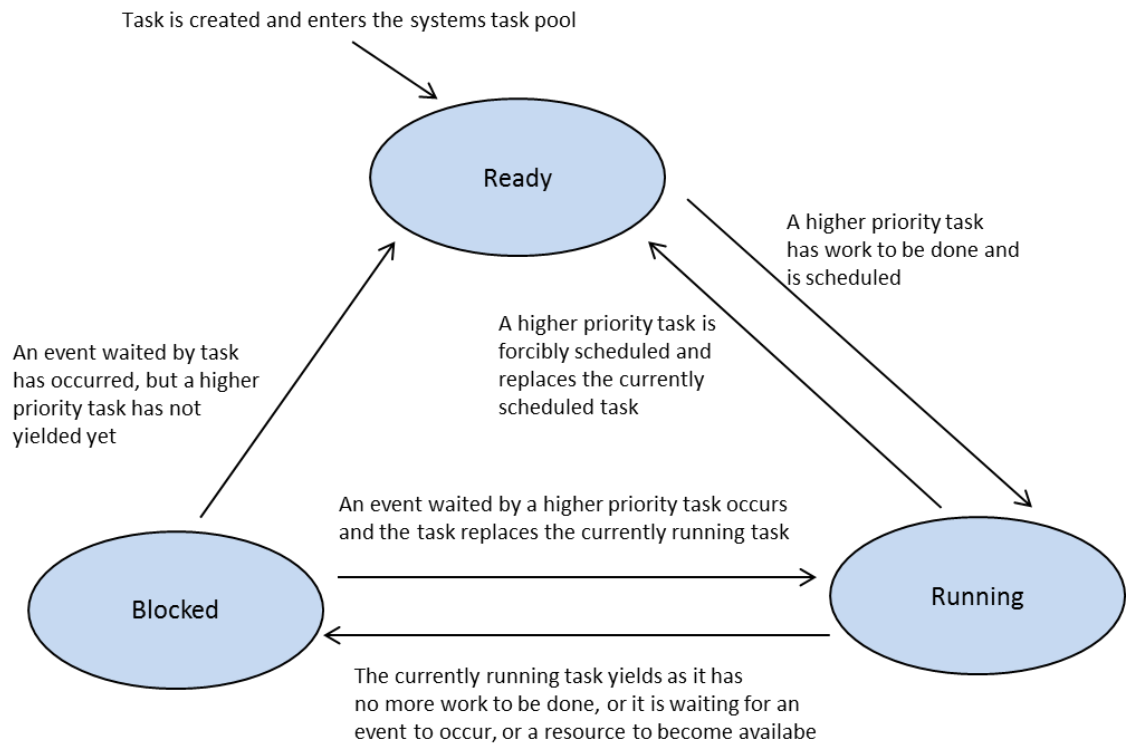 Task is created and enters the systems task pool
Ready
A higher priority task
has work to be done and
is scheduled
A higher priority task is
forcibly scheduled and
replaces the currently
scheduled task
An event waited by task
has occurred, but a higher
priority task has not
yielded yet
An event waited by a higher priority task occurs
and the task replaces the currently running task
Blocked
Running
The currently running task yields as it has
no more work to be done, or it is waiting for an
event to occur, or a resource to become availabe